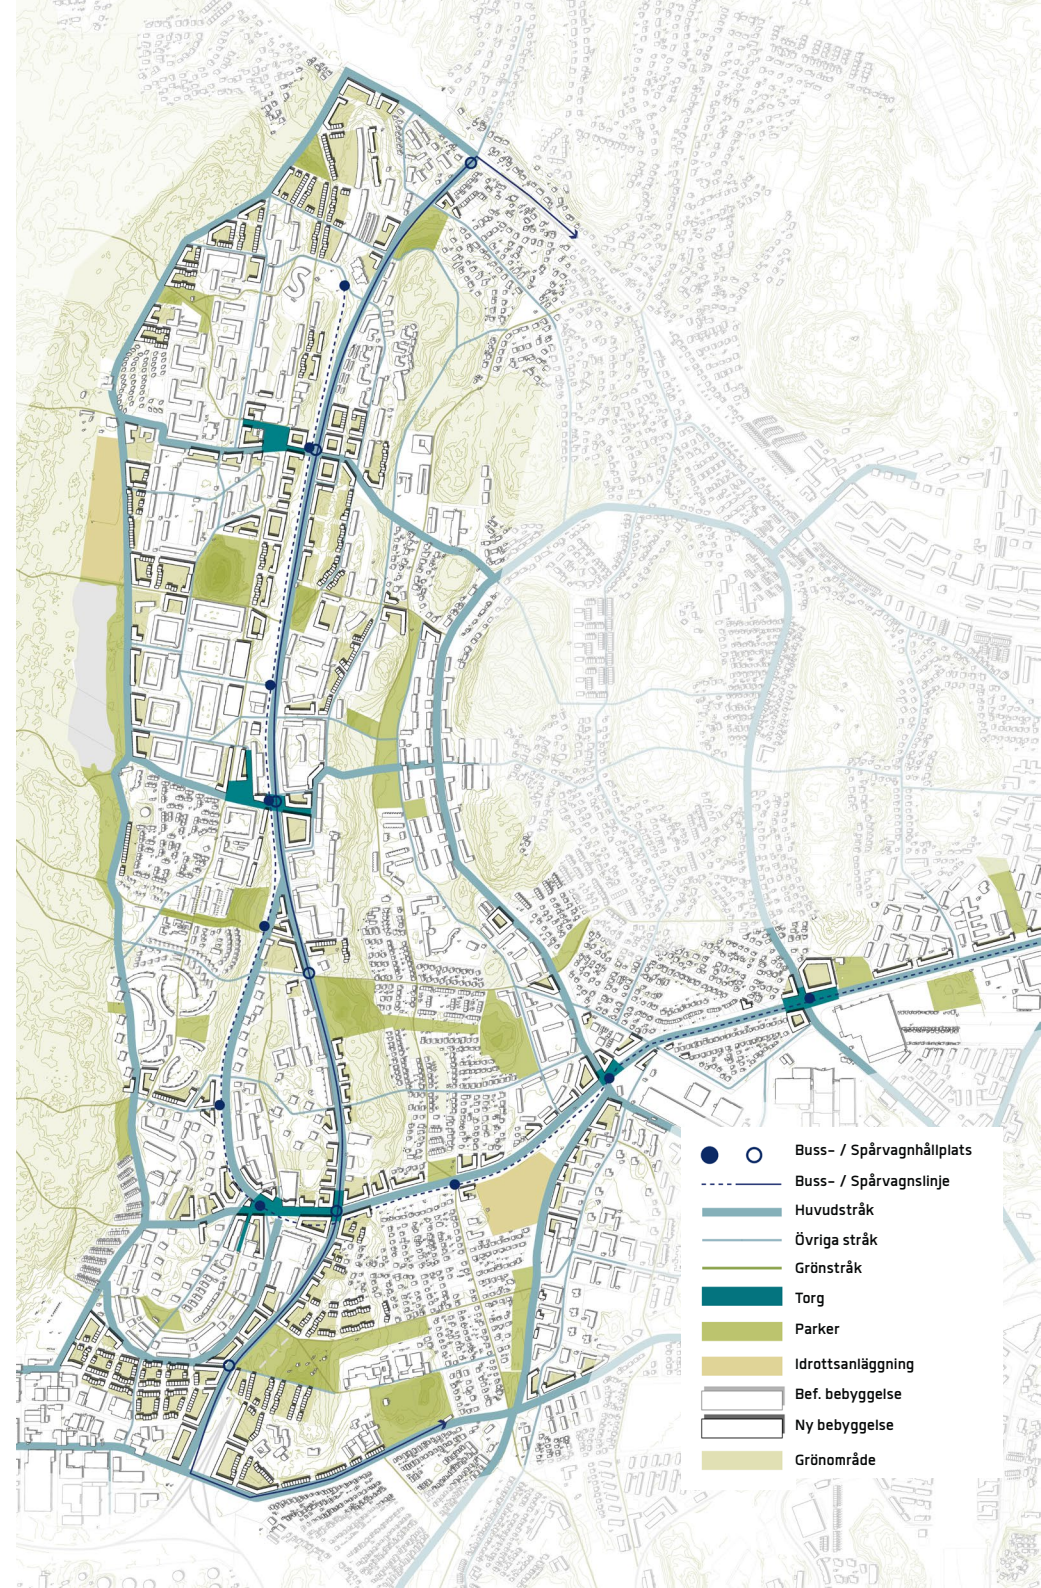 Buss- / Spårvagnhållplats
Buss- / Spårvagnslinje
Huvudstråk
Övriga stråk
Grönstråk
Torg
Parker
Idrottsanläggning
Bef. bebyggelse
Ny bebyggelse
Grönområde